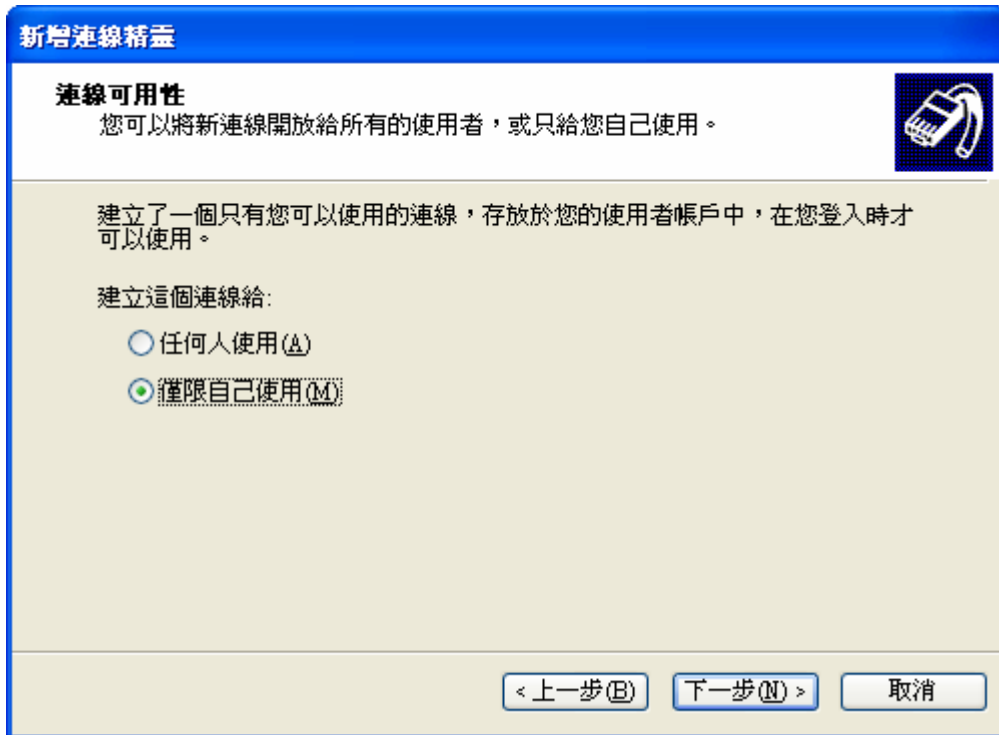 新增連線精靈
連線可用性
您可以將新連線開放給所有的使用者，或只給您自己使用。
建立了一個只有您可以使用的連線，存放於您的使用者帳戶中，在您登入時才
可以使用。
建立這個連線給:
任何人使用(A)
僅限自己使用(M)
<上一步(B) 下一步(N)> 取消